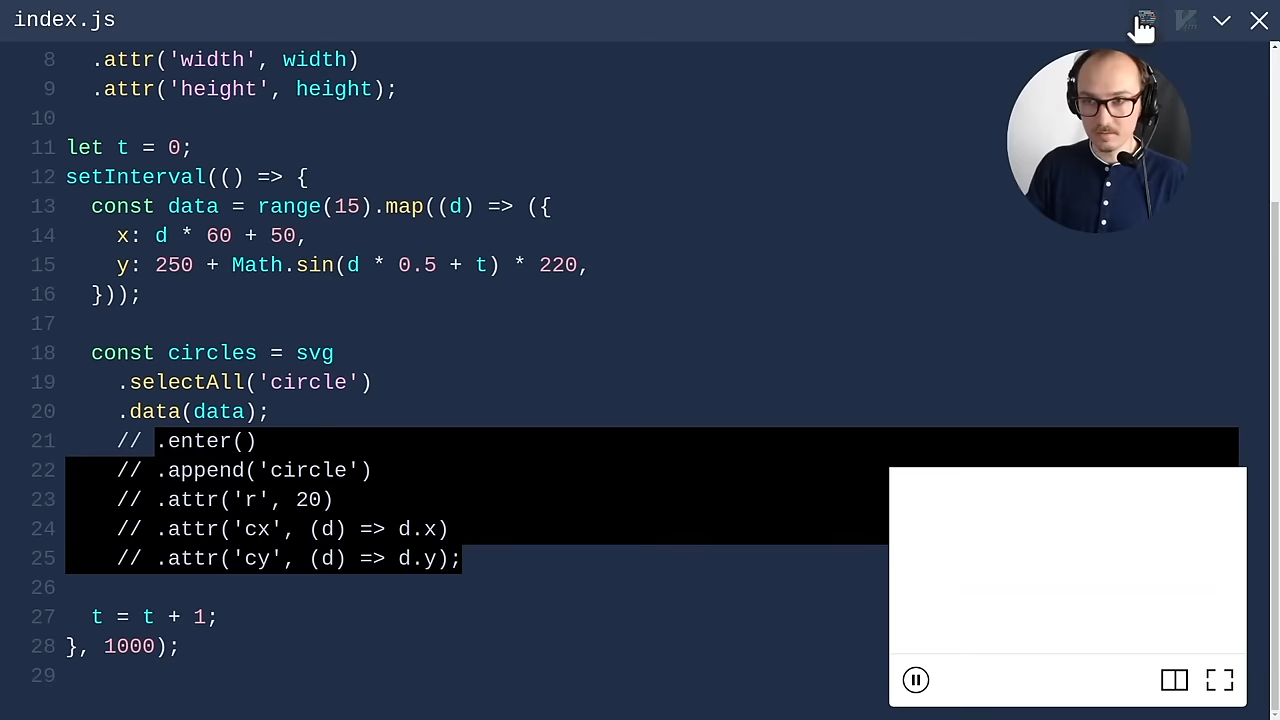 index.js
8 .attr('width', width)
9 .attr('height', height);
10
11 let t = 0;
12 setInterval(() => {
13 const data = range(15).map((d) => ({
14 x: d * 60 + 50,
15 y: 250 + Math.sin(d * 0.5 + t) * 220,
16 }));
17
18 const circles = svg
19 .selectAll('circle')
20 .data(data);
21 // .enter()
22 // .append('circle')
23 // .attr('r', 20)
24 // .attr('cx', (d) => d.x)
25 // .attr('cy', (d) => d.y);
26
27 t = t + 1;
28 }, 1000);
29